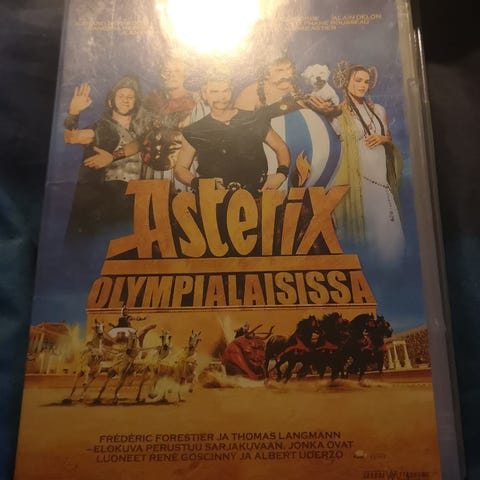 ALAIN DELON
ASTERIX
OLYMPIALAISISSA
FRÉDÉRIC FORESTIER JA THOMAS LANGMANN
ELOKUVA PERUSTUU SARJAKUVAAN, JONKA OVAT
LUONEET RENE GOSCINNY JA ALBERT UDERZO